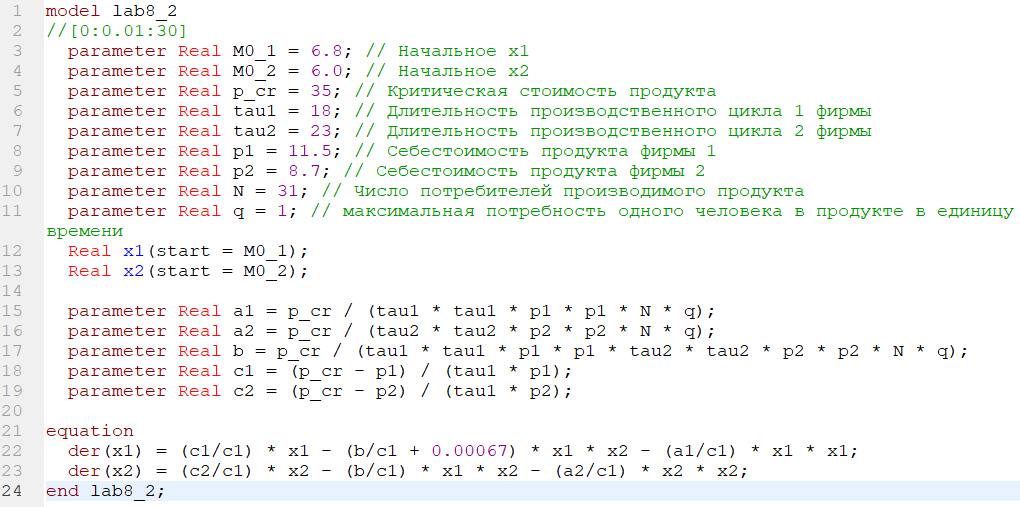 1 model lab8_2
2 //[0:0.01:30]
3 parameter Real M0_1 = 6.8; // Начальное x1
4 parameter Real M0_2 = 6.0; // Начальное x2
5 parameter Real p_cr = 35; // Критическая стоимость продукта
6 parameter Real tau1 = 18; // Длительность производственного цикла 1 фирмы
7 parameter Real tau2 = 23; // Длительность производственного цикла 2 фирмы
8 parameter Real p1 = 11.5; // Себестоимость продукта фирмы 1
9 parameter Real p2 = 8.7; // Себестоимость продукта фирмы 2
10 parameter Real N = 31; // Число потребителей производимого продукта
11 parameter Real q = 1; // максимальная потребность одного человека в продукте в единицу
времени
12 Real x1(start = M0_1);
13 Real x2(start = M0_2);
14
15 parameter Real a1 = p_cr / (tau1 * tau1 * p1 * p1 * N * q);
16 parameter Real a2 = p_cr / (tau2 * tau2 * p2 * p2 * N * q);
17 parameter Real b = p_cr / (tau1 * tau1 * p1 * p1 * tau2 * tau2 * p2 * p2 * N * q);
18 parameter Real c1 = (p_cr - p1) / (tau1 * p1);
19 parameter Real c2 = (p_cr - p2) / (tau1 * p2);
20
21 equation
22 der(x1) = (c1/c1) * x1 - (b/c1 + 0.00067) * x1 * x2 - (a1/c1) * x1 * x1;
23 der(x2) = (c2/c1) * x2 - (b/c1) * x1 * x2 - (a2/c1) * x2 * x2;
24 end lab8_2;